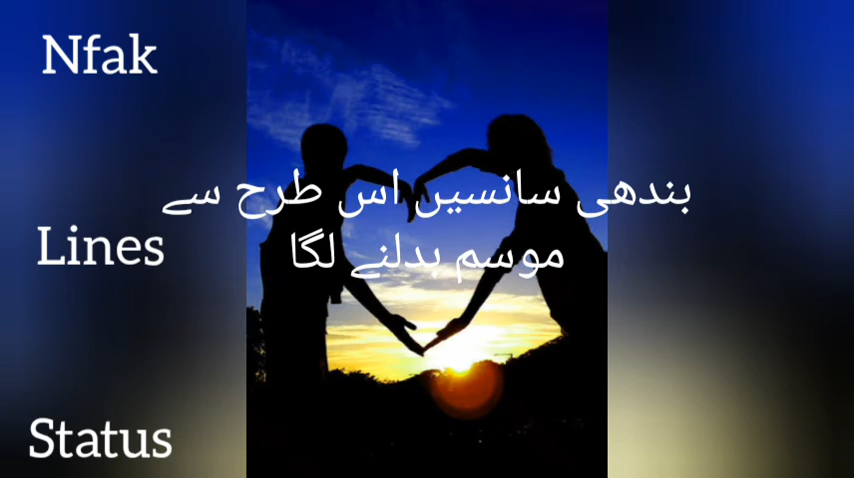 Nfak
بندھی سانسیں اس طرح سے
موسم بدلنے لگا
Lines
Status